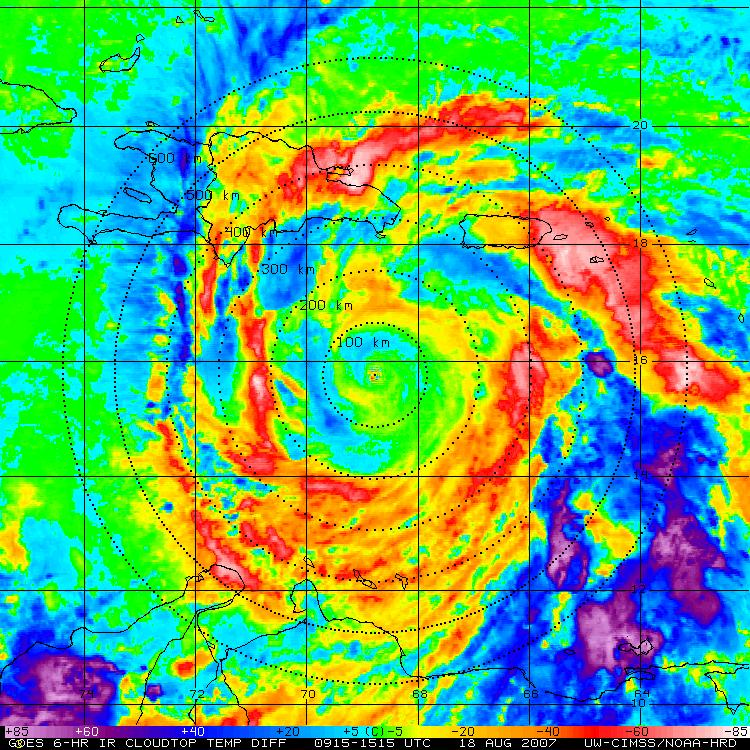 20
600 km
500 km
400 km
18
300 km
200 km
100 km
16
14
12
74
72
70
68
66
64
10
+85 +60 +40 +20 +5 (C) -5 -20 -40 -60 -85
GOES 6-HR IR CLOUDTOP TEMP DIFF 0915-1515 UTC 18 AUG 2007 UW-CIMSS/NOAA-HRD